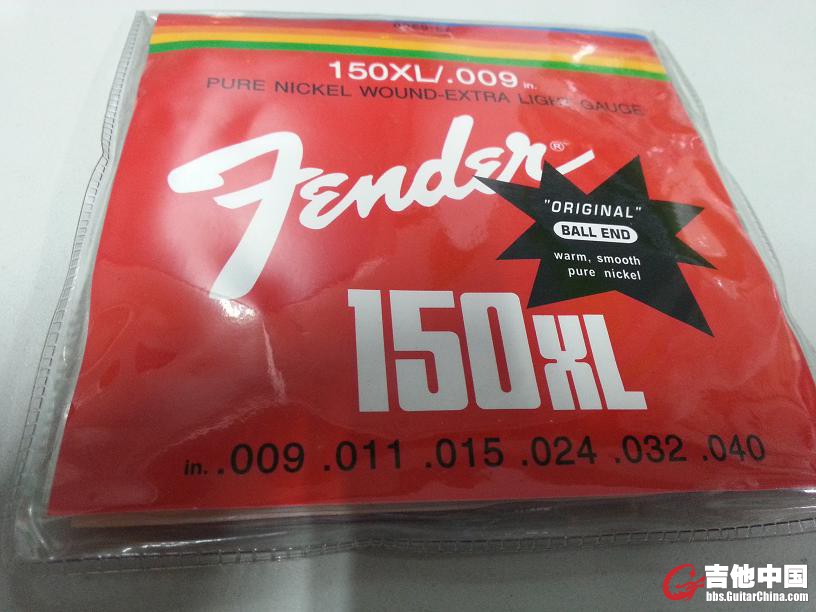 150XL/.009 in.
PURE NICKEL WOUND-EXTRA LIGHT GAUGE
Fender®
"ORIGINAL"
BALL END
warm, smooth
pure nickel
150XL
in. .009 .011 .015 .024 .032 .040
吉他中国
bbs.GuitarChina.com